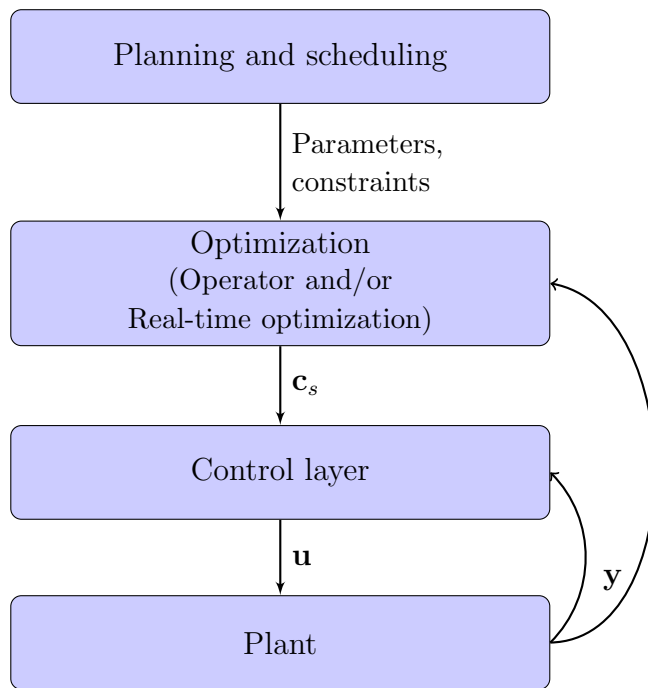 Planning and scheduling
Parameters,
constraints
Optimization
(Operator and/or
Real-time optimization)
c_s
Control layer
u
y
Plant